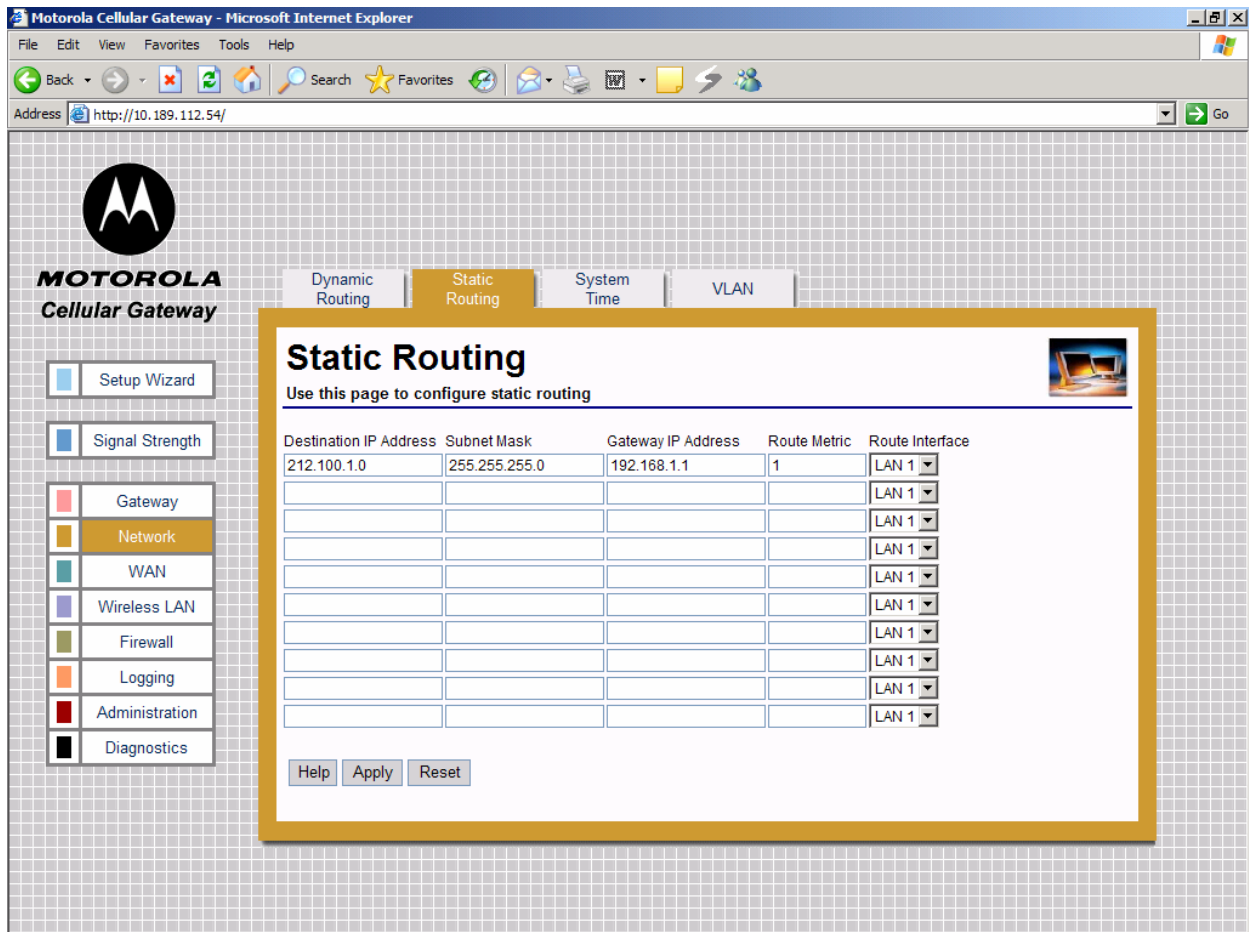 Motorola Cellular Gateway - Microsoft Internet Explorer
File Edit View Favorites Tools Help
Back Search Favorites
Address http://10.189.112.54/ Go
MOTOROLA
Cellular Gateway
Setup Wizard
Signal Strength
Gateway
Network
WAN
Wireless LAN
Firewall
Logging
Administration
Diagnostics
Dynamic Routing
Static Routing
System Time
VLAN
Static Routing
Use this page to configure static routing
Destination IP Address Subnet Mask Gateway IP Address Route Metric Route Interface
212.100.1.0 255.255.255.0 192.168.1.1 1 LAN 1
LAN 1
LAN 1
LAN 1
LAN 1
LAN 1
LAN 1
LAN 1
LAN 1
LAN 1
Help Apply Reset